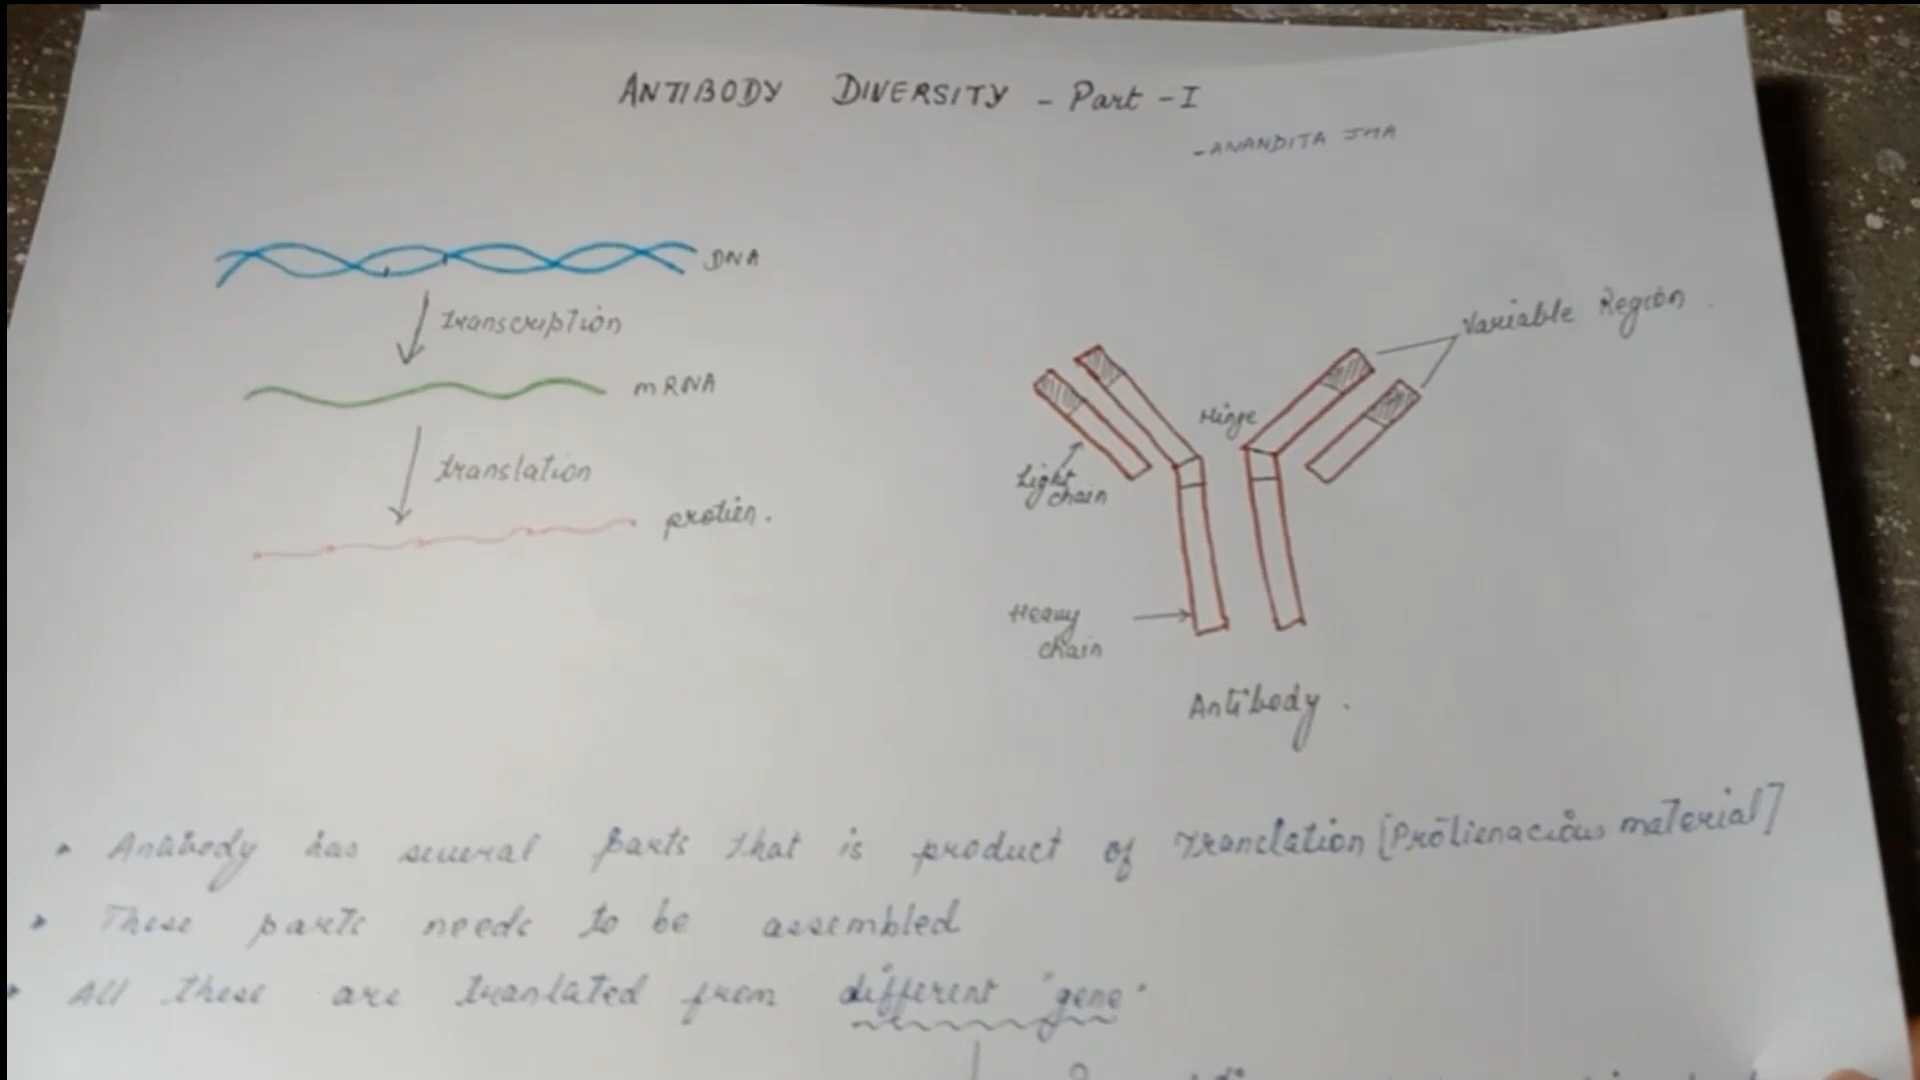 ANTIBODY DIVERSITY - Part - I
- ANANDITA JHA
DNA
transcription
mRNA
translation
protien.
Variable Region.
Hinge
Light
chain
Heavy
chain
Antibody.
• Antibody has several parts that is product of Translation [Protienacious material]
• These parts needs to be assembled
• All these are tranlated from different "gene"